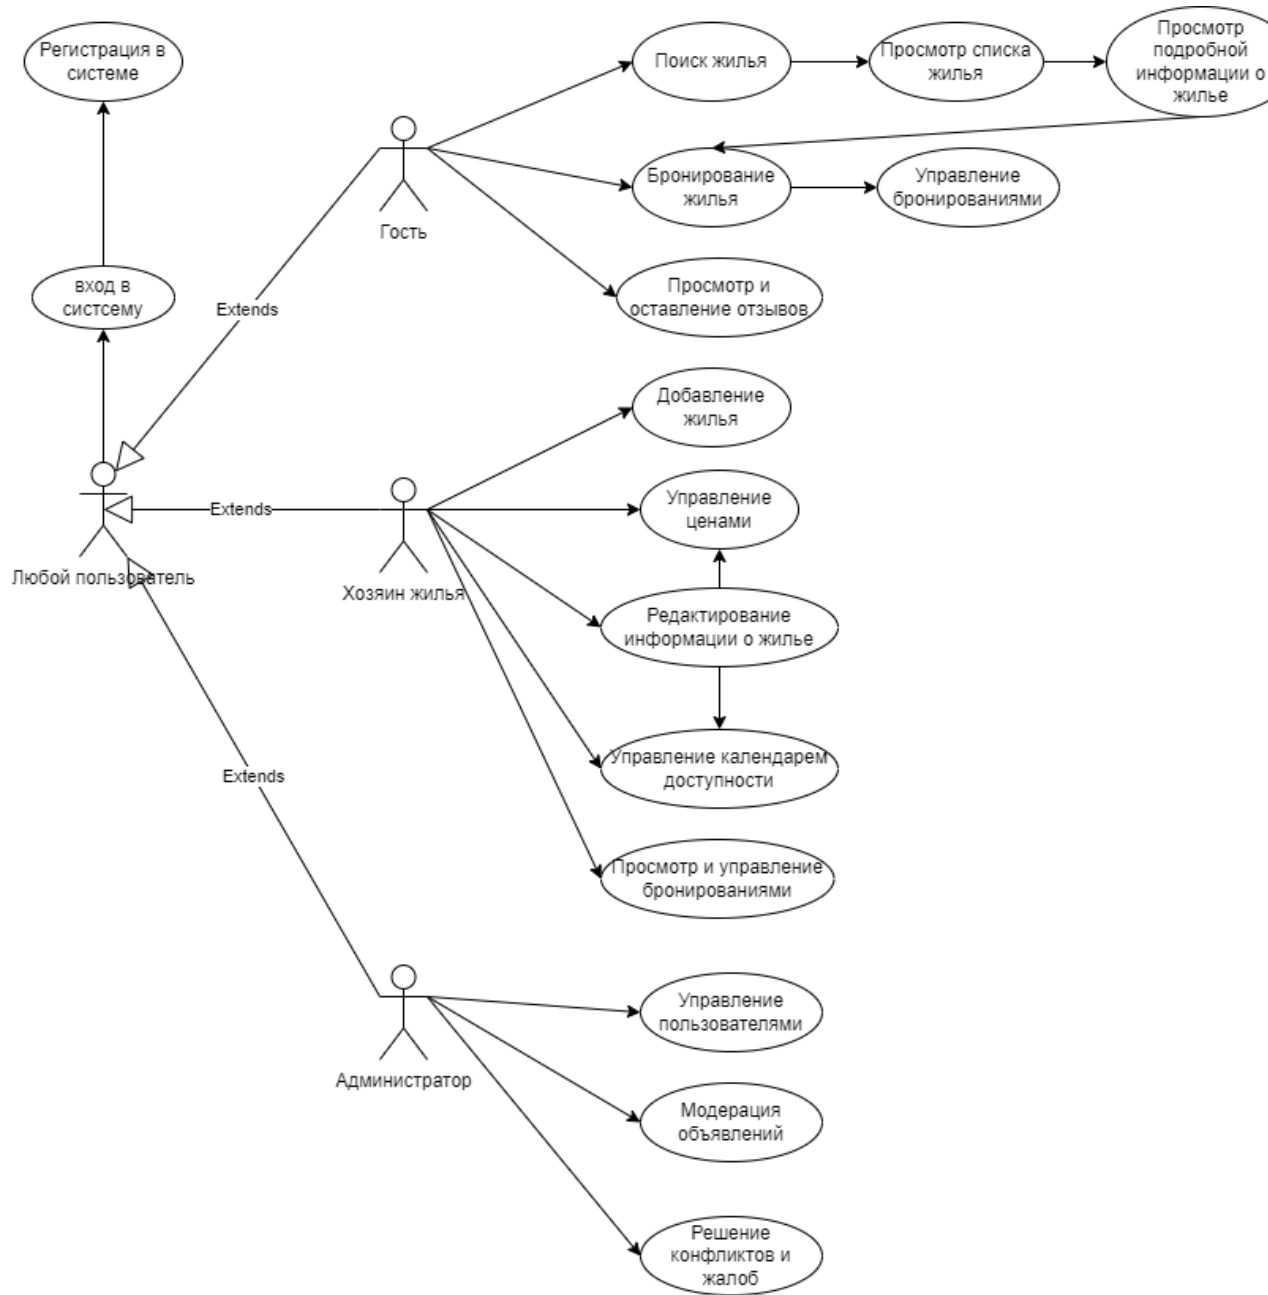 Регистрация в
системе
Поиск жилья
Просмотр списка
жилья
Просмотр
подробной
информации о
жилье
Бронирование
жилья
Управление
бронированиями
Гость
вход в
систсему
Просмотр и
оставление отзывов
Extends
Добавление
жилья
Extends
Управление
ценами
Любой пользователь
Хозяин жилья
Редактирование
информации о жилье
Extends
Управление календарем
доступности
Просмотр и управление
бронированиями
Управление
пользователями
Администратор
Модерация
объявлений
Решение
конфликтов и
жалоб